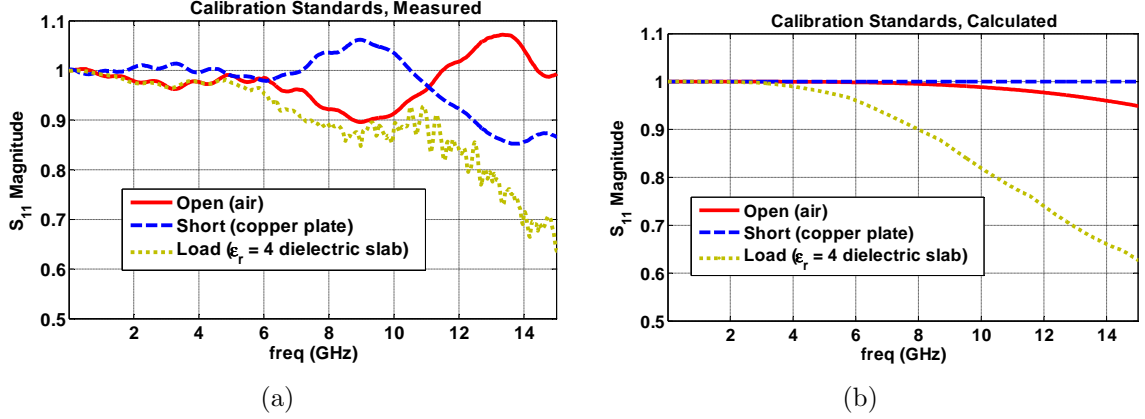 Calibration Standards, Measured
1.1
1
0.9
0.8
0.7
0.6
0.5
S11 Magnitude
Open (air)
Short (copper plate)
Load (εr = 4 dielectric slab)
2 4 6 8 10 12 14
freq (GHz)
(a)
Calibration Standards, Calculated
1.1
1
0.9
0.8
0.7
0.6
0.5
S11 Magnitude
Open (air)
Short (copper plate)
Load (εr = 4 dielectric slab)
2 4 6 8 10 12 14
freq (GHz)
(b)